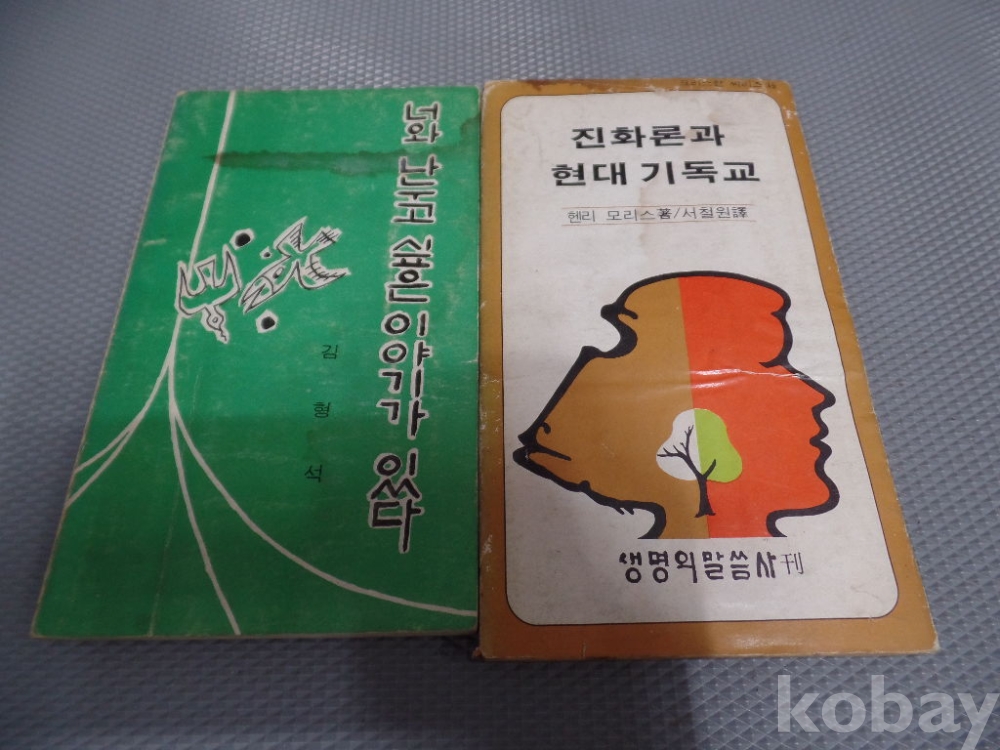 너와 나누고 싶은 이야기가 있다
김형석
진화론과
현대 기독교
헨리 모리스著/서철원譯
생명의말씀사刊
kobay